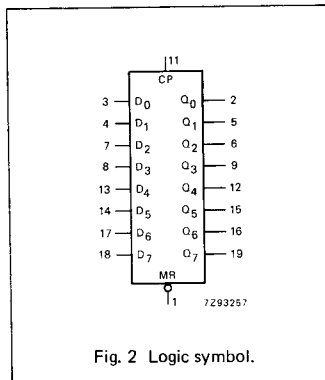 11
CP
3 D0 Q0 2
4 D1 Q1 5
7 D2 Q2 6
8 D3 Q3 9
13 D4 Q4 12
14 D5 Q5 15
17 D6 Q6 16
18 D7 Q7 19
MR
1
7Z93257
Fig. 2 Logic symbol.